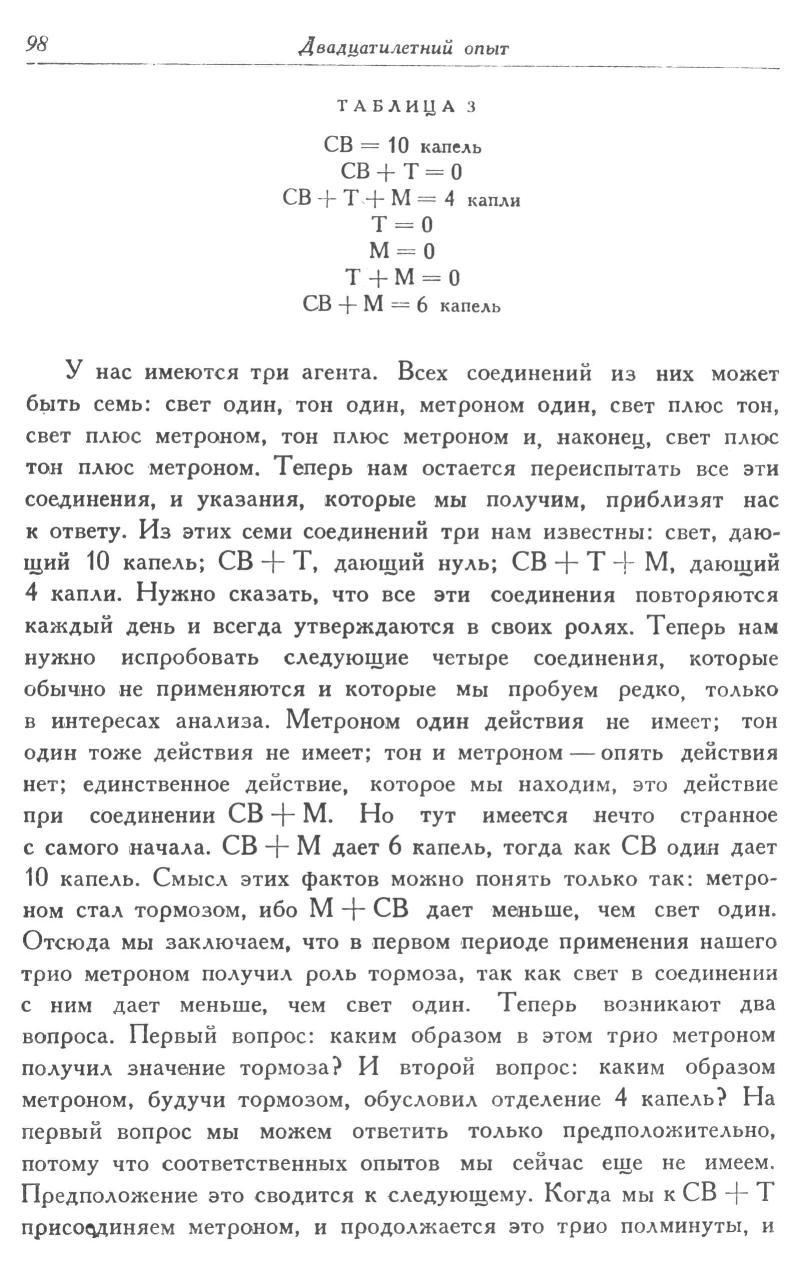 98
Двадцатилетний опыт
ТАБЛИЦА 3
СВ = 10 капель
СВ + Т = 0
СВ + Т + М = 4 капли
Т = 0
М = 0
Т + М = 0
СВ + М = 6 капель
У нас имеются три агента. Всех соединений из них может
быть семь: свет один, тон один, метроном один, свет плюс тон,
свет плюс метроном, тон плюс метроном и, наконец, свет плюс
тон плюс метроном. Теперь нам остается переиспытать все эти
соединения, и указания, которые мы получим, приблизят нас
к ответу. Из этих семи соединений три нам известны: свет, даю-
щий 10 капель; СВ + Т, дающий нуль; СВ + Т + М, дающий
4 капли. Нужно сказать, что все эти соединения повторяются
каждый день и всегда утверждаются в своих ролях. Теперь нам
нужно испробовать следующие четыре соединения, которые
обычно не применяются и которые мы пробуем редко, только
в интересах анализа. Метроном один действия не имеет; тон
один тоже действия не имеет; тон и метроном — опять действия
нет; единственное действие, которое мы находим, это действие
при соединении СВ + М. Но тут имеется нечто странное
с самого начала. СВ + М дает 6 капель, тогда как СВ один дает
10 капель. Смысл этих фактов можно понять только так: метро-
ном стал тормозом, ибо М + СВ дает меньше, чем свет один.
Отсюда мы заключаем, что в первом периоде применения нашего
трио метроном получил роль тормоза, так как свет в соединении
с ним дает меньше, чем свет один. Теперь возникают два
вопроса. Первый вопрос: каким образом в этом трио метроном
получил значение тормоза? И второй вопрос: каким образом
метроном, будучи тормозом, обусловил отделение 4 капель? На
первый вопрос мы можем ответить только предположительно,
потому что соответственных опытов мы сейчас еще не имеем.
Предположение это сводится к следующему. Когда мы к СВ + Т
присоединяем метроном, и продолжается это трио полминуты, и